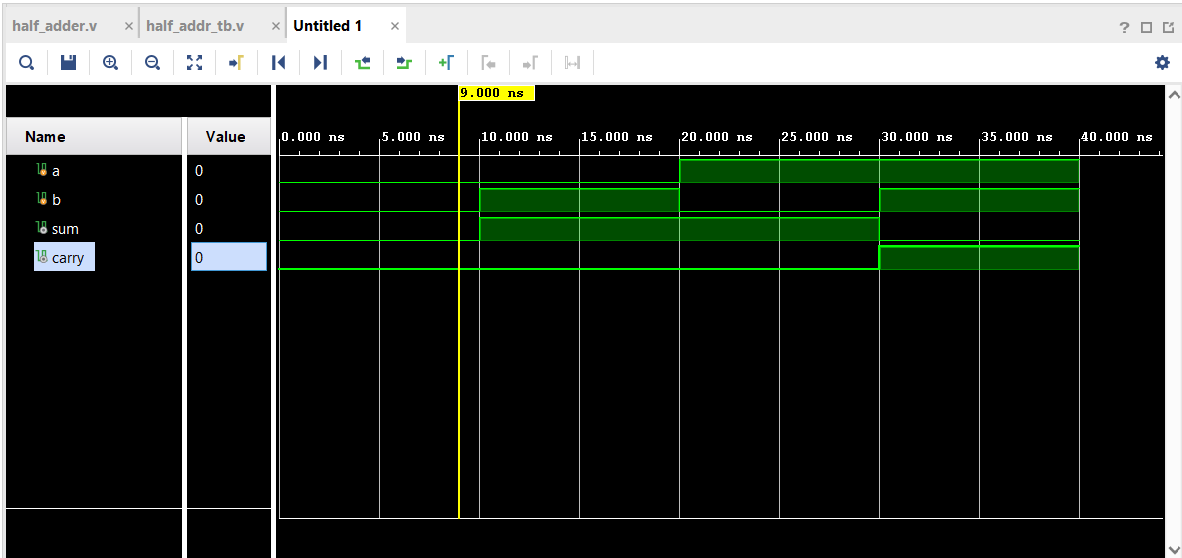 half_adder.v × half_addr_tb.v × Untitled 1 ×
?
9.000 ns
Name Value
0.000 ns 5.000 ns 10.000 ns 15.000 ns 20.000 ns 25.000 ns 30.000 ns 35.000 ns 40.000 ns
a 0
b 0
sum 0
carry 0